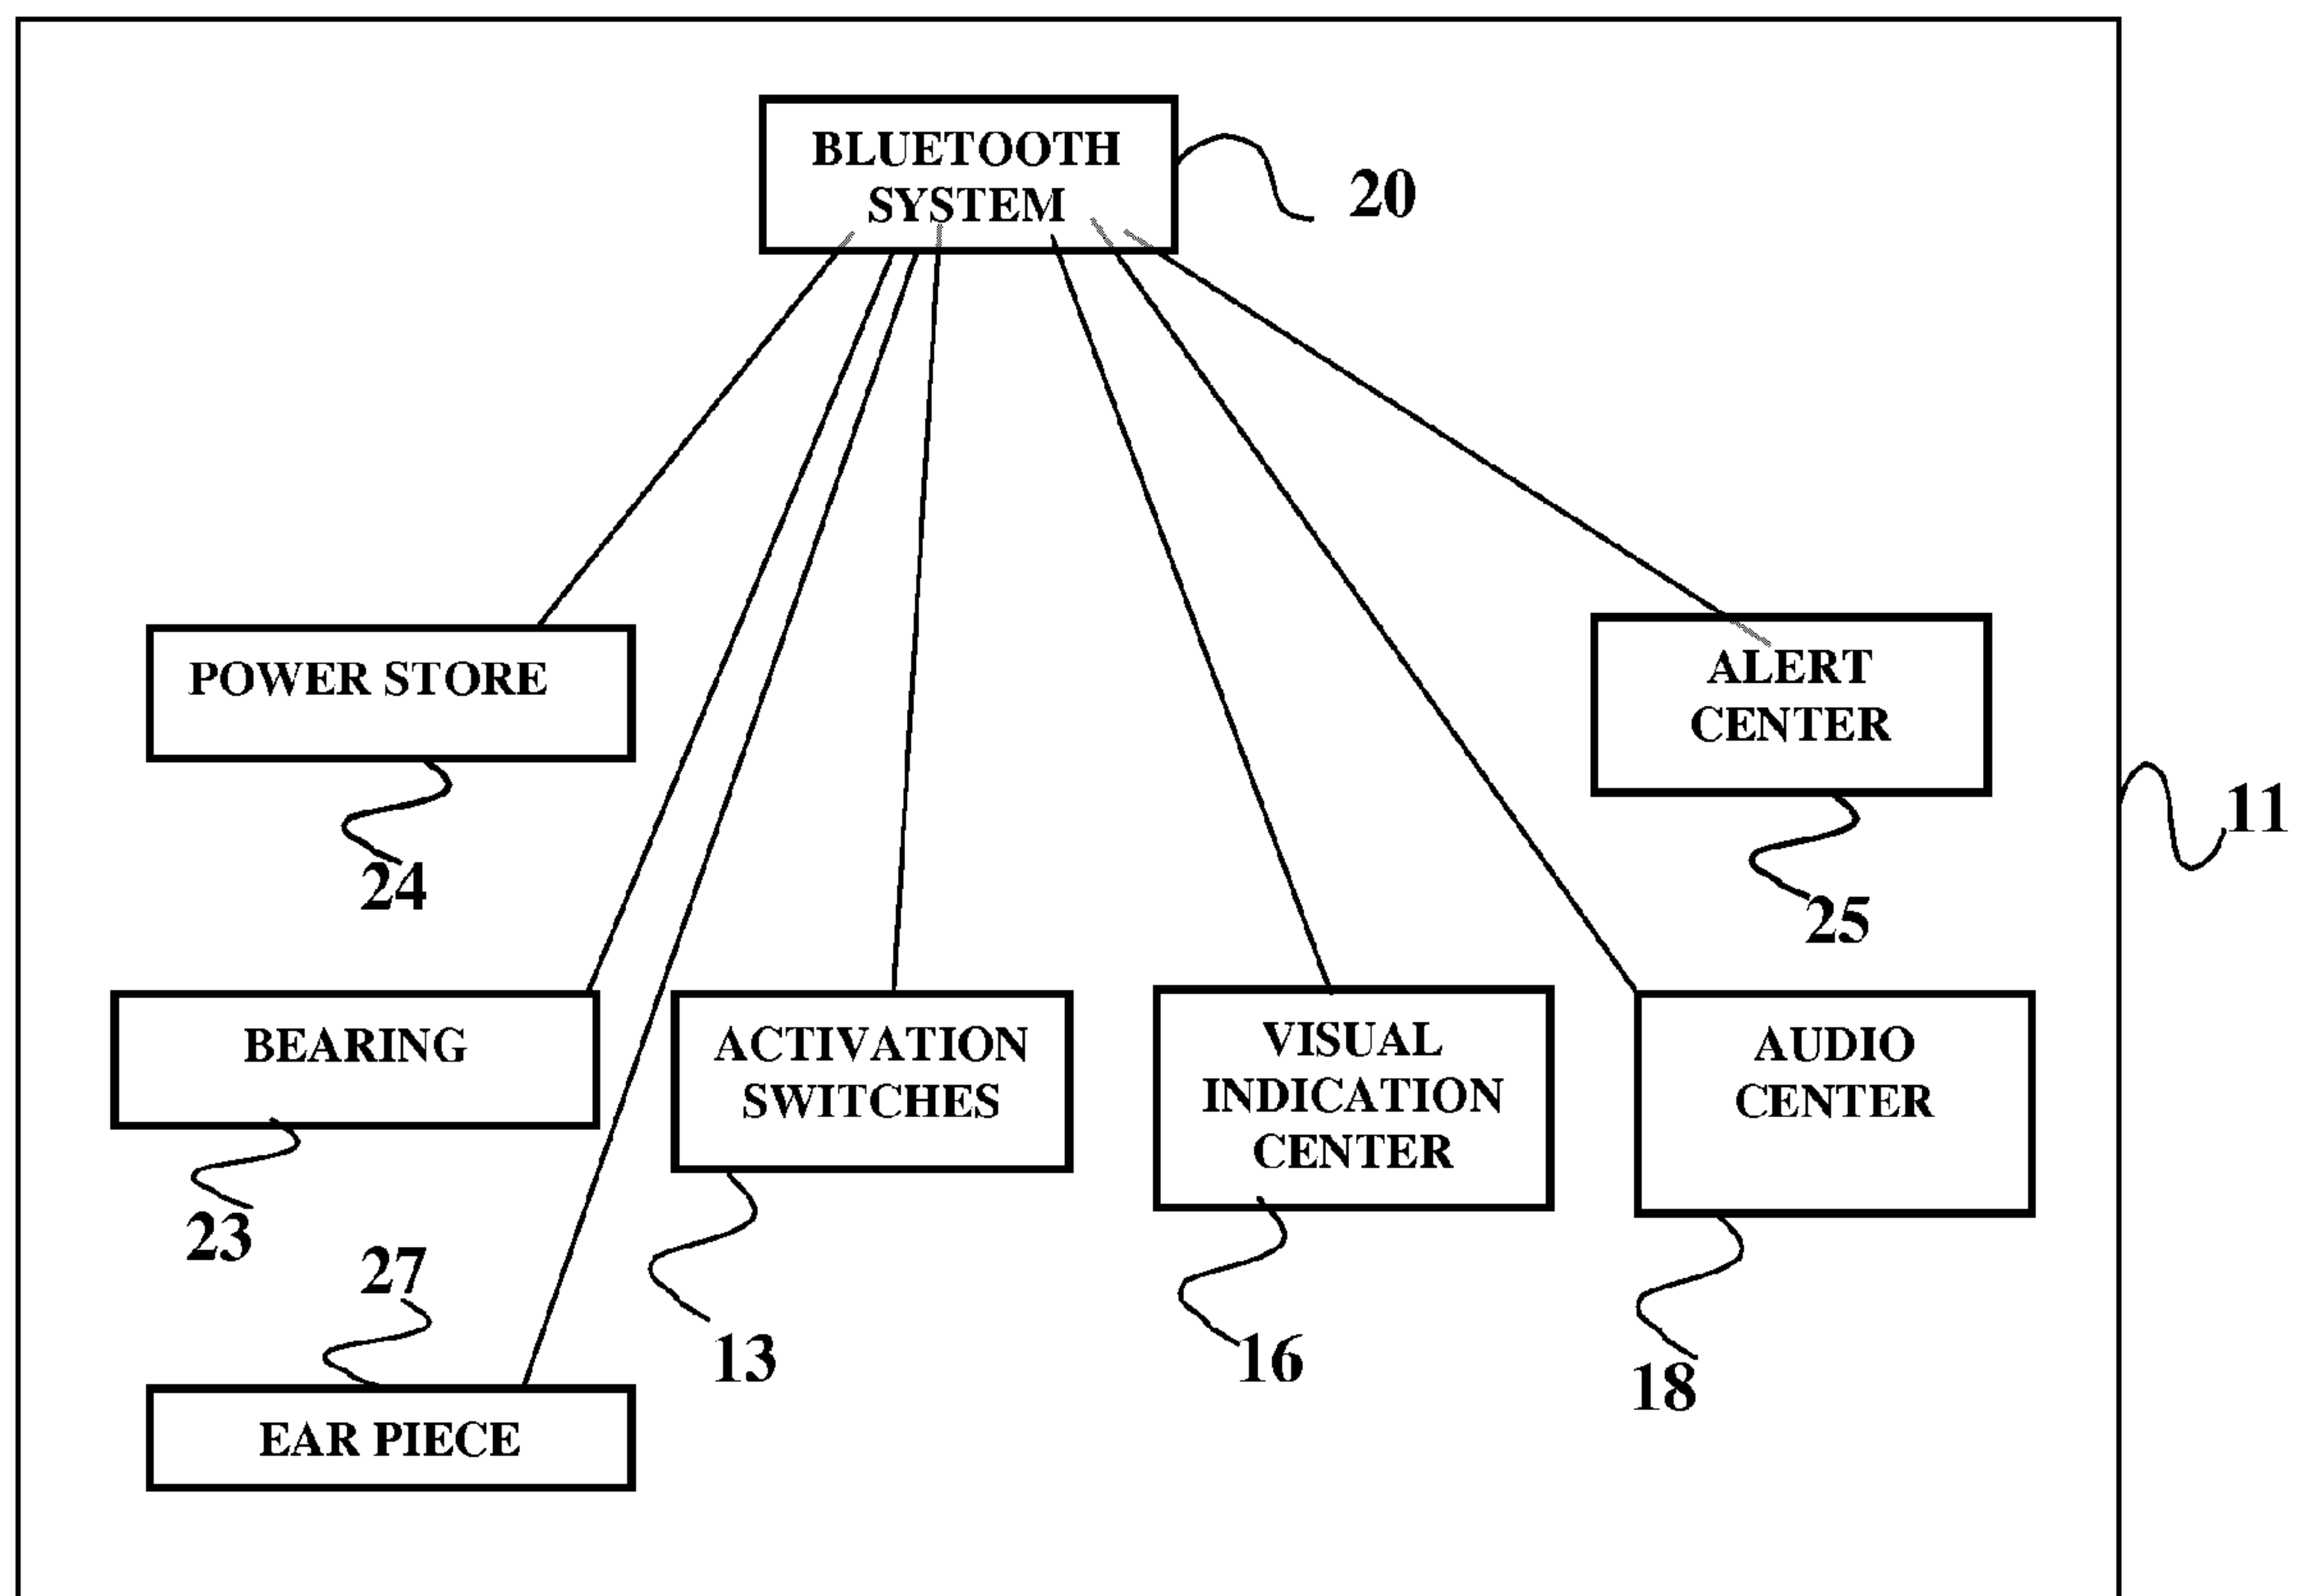 BLUETOOTH
SYSTEM
20
POWER STORE
24
ALERT
CENTER
25
11
BEARING
23
ACTIVATION
SWITCHES
13
VISUAL
INDICATION
CENTER
16
AUDIO
CENTER
18
27
EAR PIECE